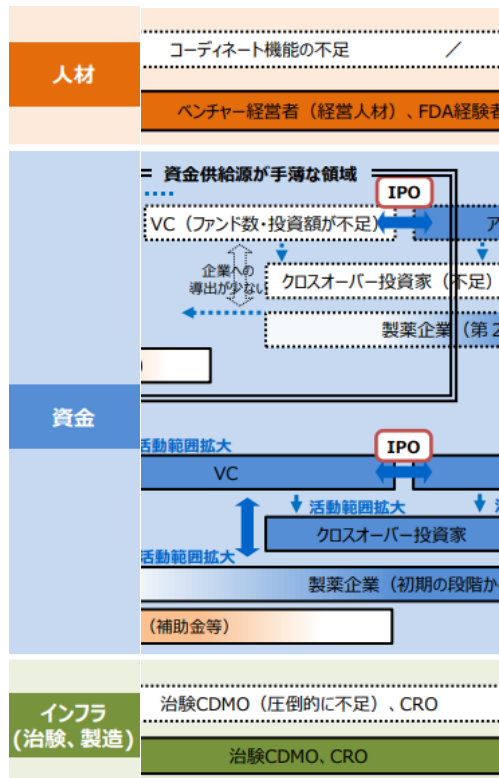 人材
コーディネート機能の不足 /
ベンチャー経営者（経営人材）、FDA経験者
資金供給源が手薄な領域
IPO
VC（ファンド数・投資額が不足）
ア
企業への
導出が少ない
クロスオーバー投資家（不足）
製薬企業（第2
）
資金
活動範囲拡大
IPO
VC
活動範囲拡大
クロスオーバー投資家
活動範囲拡大
製薬企業（初期の段階か
（補助金等）
インフラ
(治験、製造)
治験CDMO（圧倒的に不足）、CRO
治験CDMO、CRO